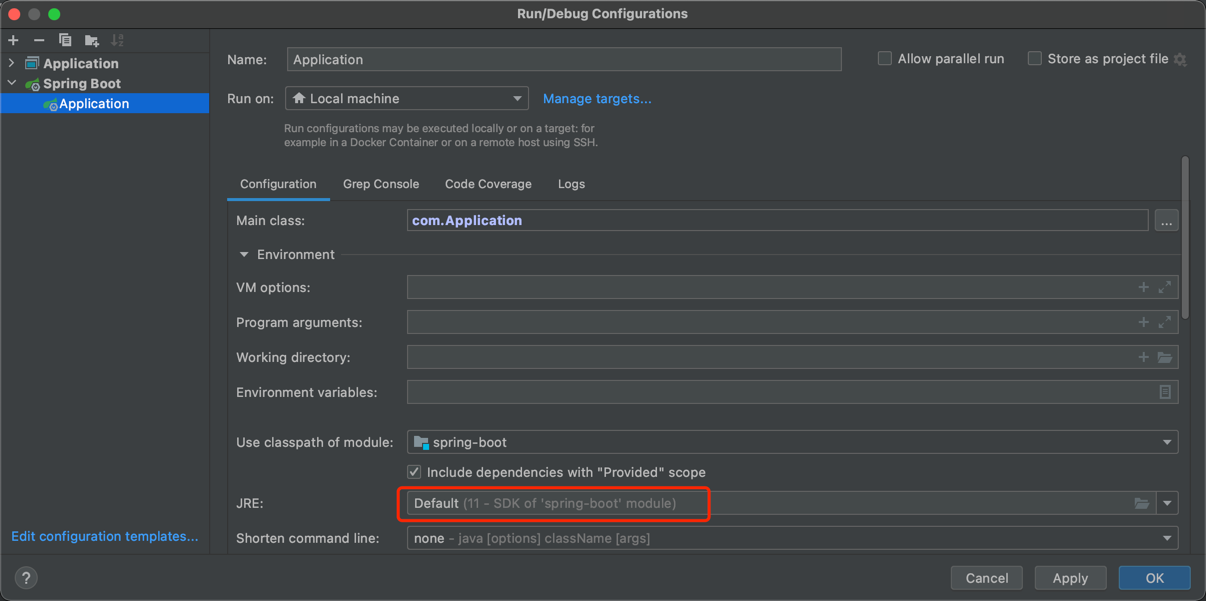 Run/Debug Configurations
Application
Spring Boot
Application
Edit configuration templates...
Name: Application
Allow parallel run
Store as project file
Run on: Local machine
Manage targets...
Run configurations may be executed locally or on a target: for
example in a Docker Container or on a remote host using SSH.
Configuration Grep Console Code Coverage Logs
Main class: com.Application ...
Environment
VM options:
Program arguments:
Working directory:
Environment variables:
Use classpath of module: spring-boot
Include dependencies with "Provided" scope
JRE: Default (11 - SDK of 'spring-boot' module)
Shorten command line: none - java [options] className [args]
? Cancel Apply OK